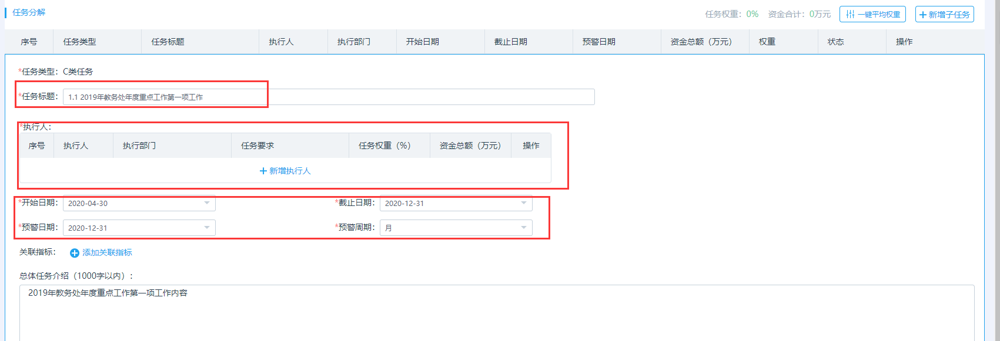 任务分解
任务权重：0% 资金合计：0万元 一键平均权重 新增子任务
序号 任务类型 任务标题 执行人 执行部门 开始日期 截止日期 预警日期 资金总额（万元） 权重 状态 操作
*任务类型：C类任务
*任务标题：1.1 2019年教务处年度重点工作第一项工作
*执行人：
序号 执行人 执行部门 任务要求 任务权重（%） 资金总额（万元） 操作
新增执行人
*开始日期：2020-04-30 *截止日期：2020-12-31
*预警日期：2020-12-31 *预警周期：月
关联指标： 添加关联指标
总体任务介绍（1000字以内）：
2019年教务处年度重点工作第一项工作内容